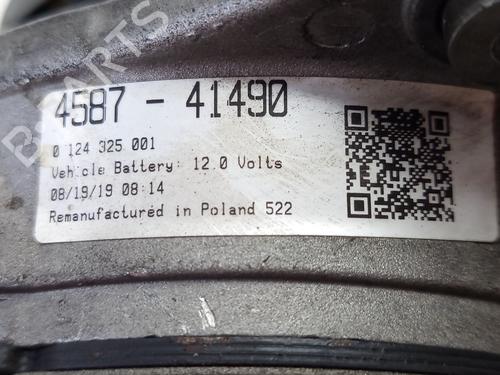 4587 - 41490
0 124 325 001
Vehicle Battery: 12.0 Volts
08/19/19 08:14
Remanufactured in Poland 522